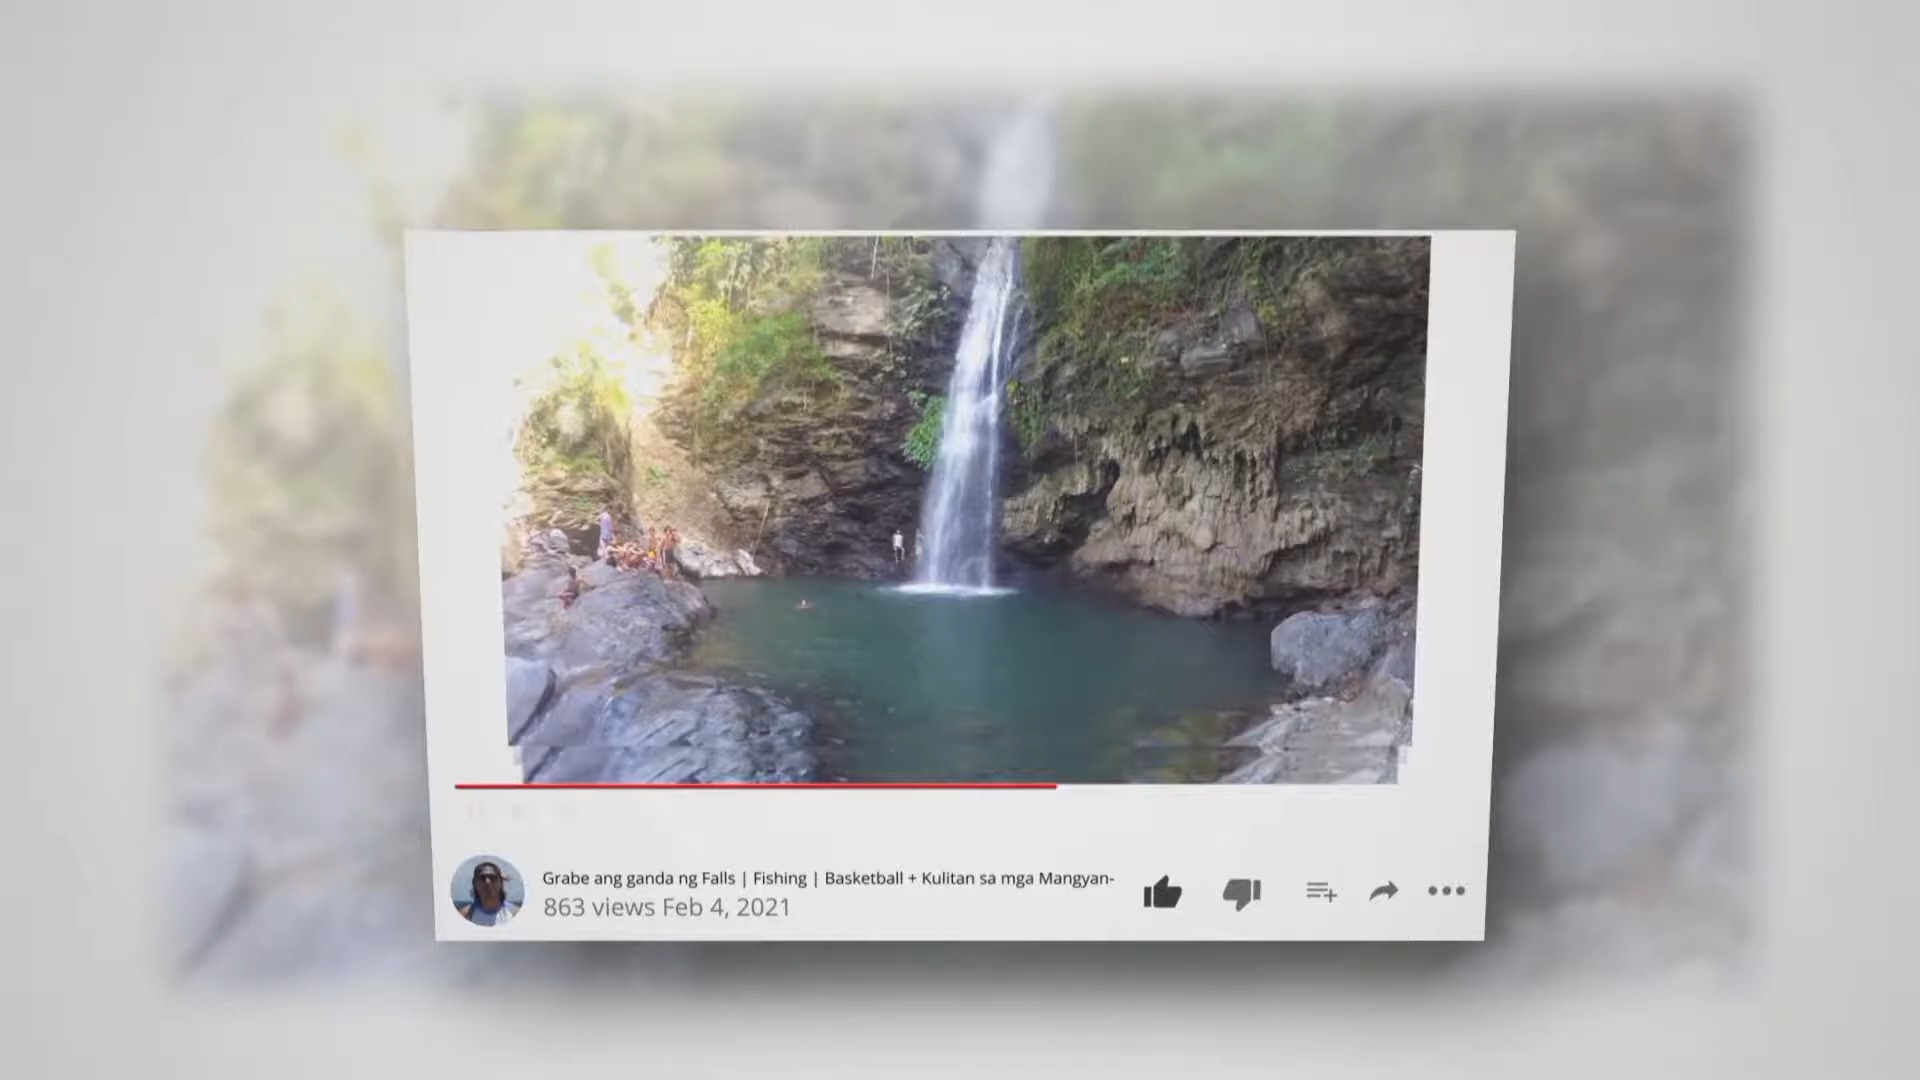 Grabe ang ganda ng Falls | Fishing | Basketball + Kulitan sa mga Mangyan-
863 views Feb 4, 2021